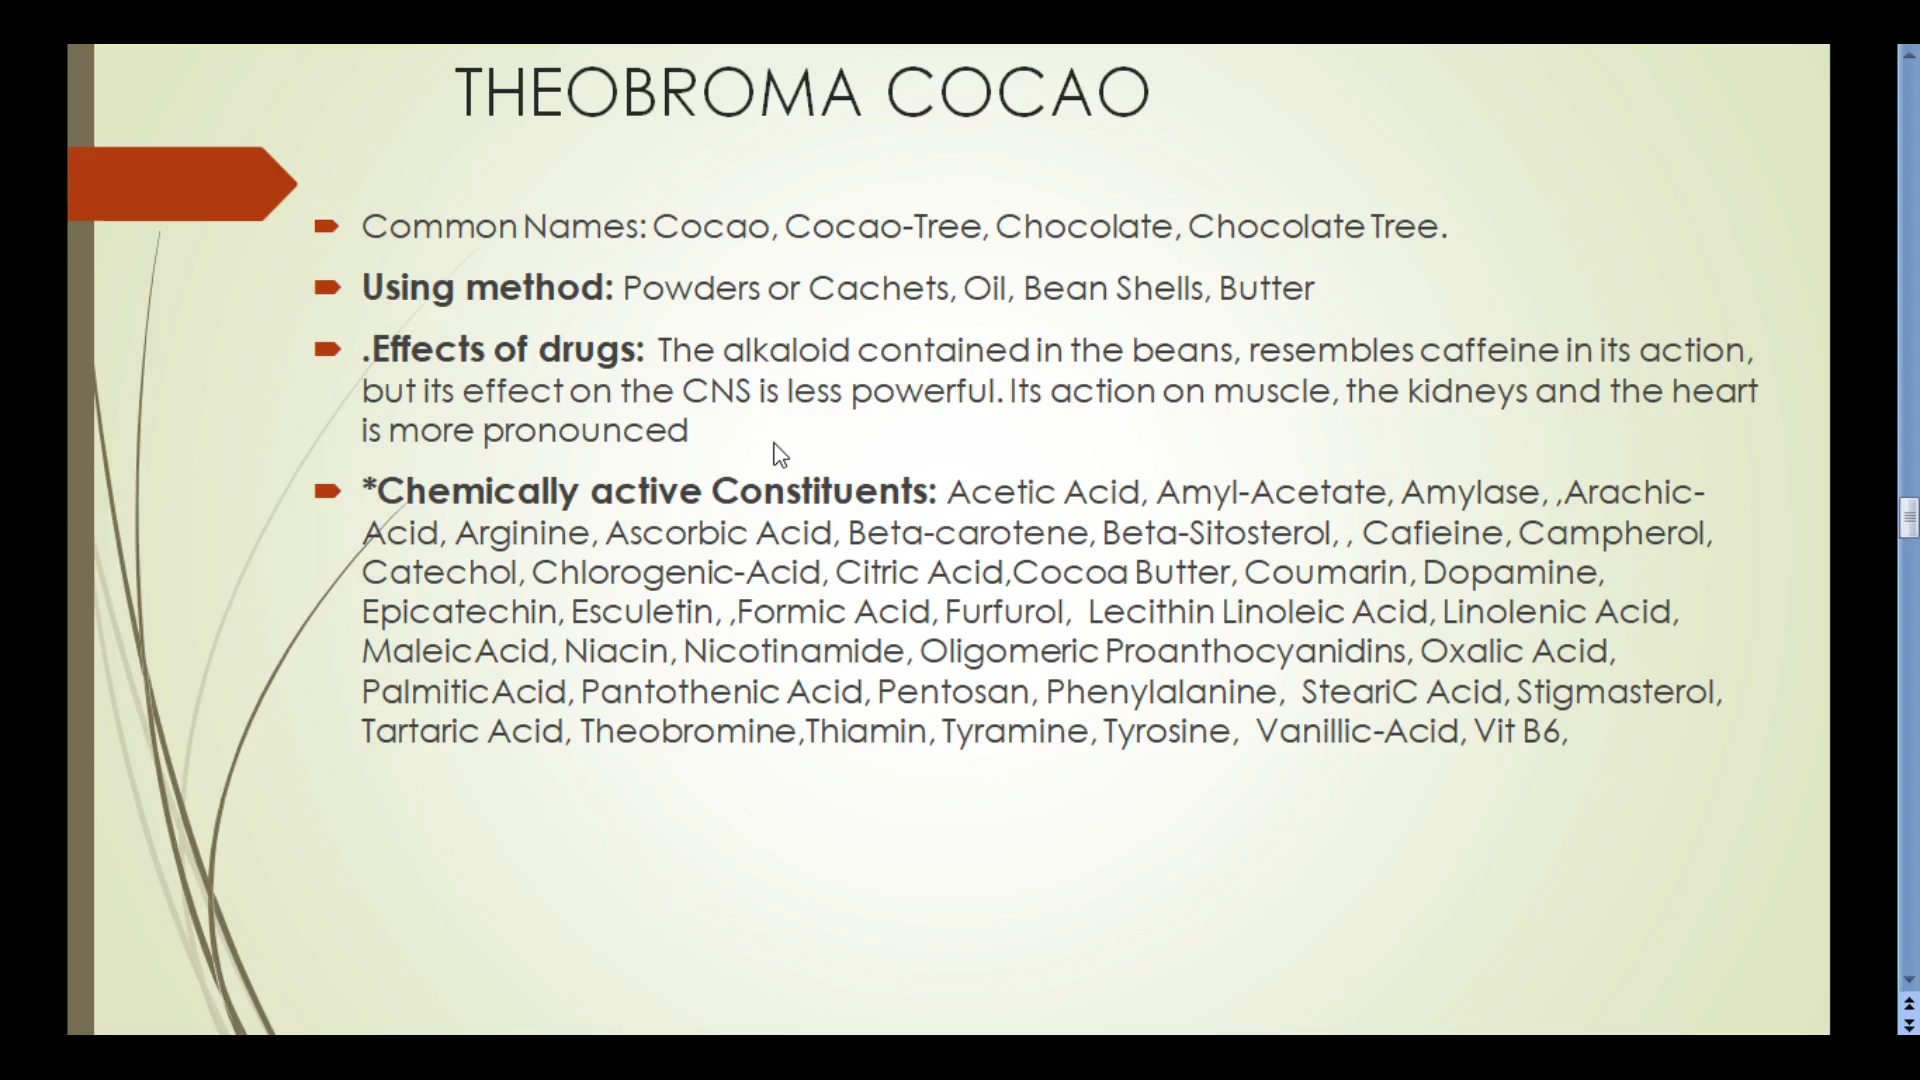 THEOBROMA COCAO
Common Names: Cocao, Cocao-Tree, Chocolate, Chocolate Tree.
Using method: Powders or Cachets, Oil, Bean Shells, Butter
.Effects of drugs: The alkaloid contained in the beans, resembles caffeine in its action,
but its effect on the CNS is less powerful. Its action on muscle, the kidneys and the heart
is more pronounced
*Chemically active Constituents: Acetic Acid, Amyl-Acetate, Amylase, ,Arachic-
Acid, Arginine, Ascorbic Acid, Beta-carotene, Beta-Sitosterol, , Cafieine, Campherol,
Catechol, Chlorogenic-Acid, Citric Acid,Cocoa Butter, Coumarin, Dopamine,
Epicatechin, Esculetin, ,Formic Acid, Furfurol, Lecithin Linoleic Acid, Linolenic Acid,
Maleic Acid, Niacin, Nicotinamide, Oligomeric Proanthocyanidins, Oxalic Acid,
Palmitic Acid, Pantothenic Acid, Pentosan, Phenylalanine, SteariC Acid, Stigmasterol,
Tartaric Acid, Theobromine,Thiamin, Tyramine, Tyrosine, Vanillic-Acid, Vit B6,